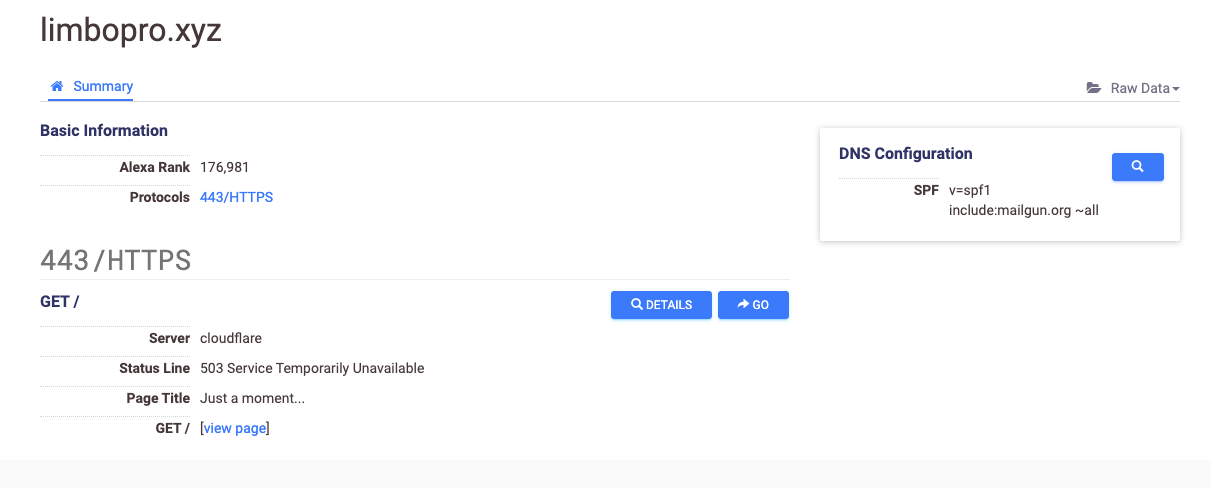 limbopro.xyz
Summary
Raw Data
Basic Information
Alexa Rank 176,981
Protocols 443/HTTPS
DNS Configuration
SPF v=spf1
include:mailgun.org ~all
443/HTTPS
GET /
DETAILS
GO
Server cloudflare
Status Line 503 Service Temporarily Unavailable
Page Title Just a moment...
GET / [view page]